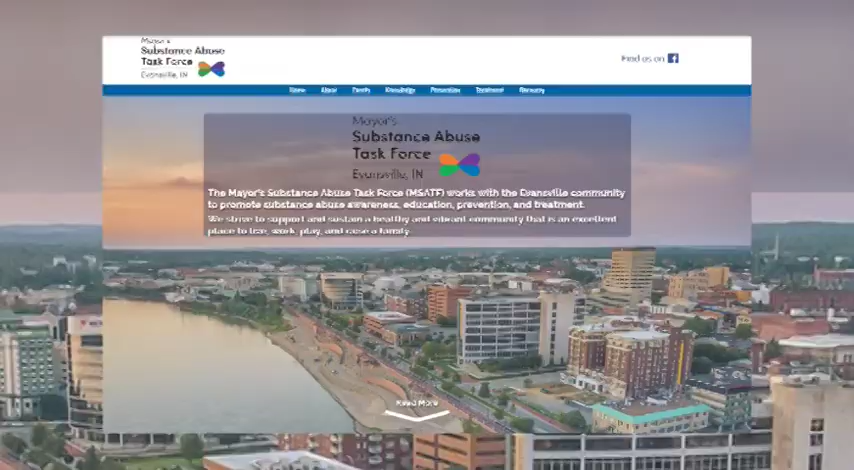 Mayor's
Substance Abuse
Task Force
Evansville, IN
Find us on
Home About Events Knowledge Prevention Treatment Recovery
Mayor's
Substance Abuse
Task Force
Evansville, IN
The Mayor's Substance Abuse Task Force (MSATF) works with the Evansville community
to promote substance abuse awareness, education, prevention, and treatment.
We strive to support and sustain a healthy and vibrant community that is an excellent
place to live, work, play, and raise a family.
Read More